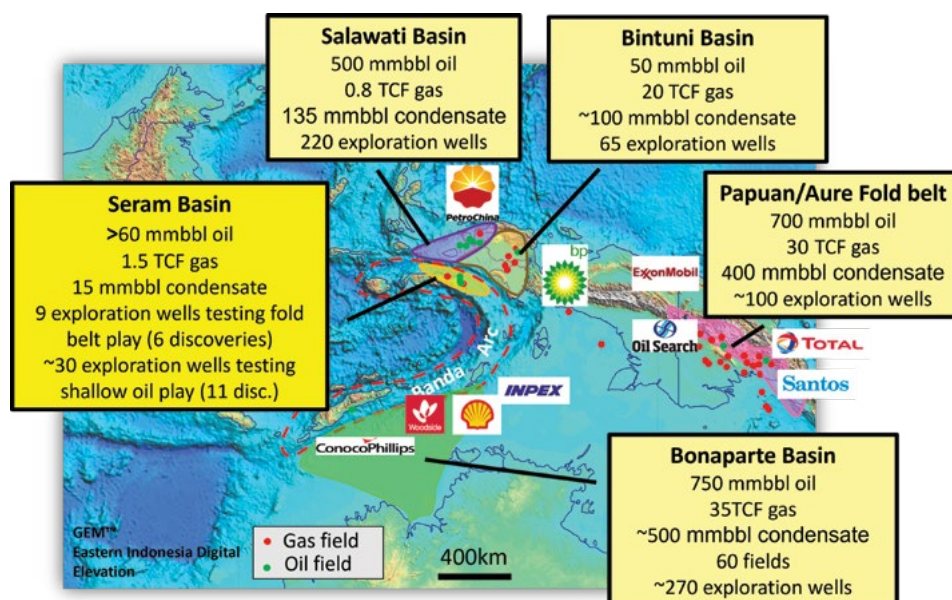 Salawati Basin
500 mmbbl oil
0.8 TCF gas
135 mmbbl condensate
220 exploration wells
Bintuni Basin
50 mmbbl oil
20 TCF gas
~100 mmbbl condensate
65 exploration wells
Seram Basin
>60 mmbbl oil
1.5 TCF gas
15 mmbbl condensate
9 exploration wells testing fold
belt play (6 discoveries)
~30 exploration wells testing
shallow oil play (11 disc.)
PetroChina
bp
ExxonMobil
Papuan/Aure Fold belt
700 mmbbl oil
30 TCF gas
400 mmbbl condensate
~100 exploration wells
Oil Search
TOTAL
Santos
Banda Arc
INPEX
Woodside
ConocoPhillips
Bonaparte Basin
750 mmbbl oil
35TCF gas
~500 mmbbl condensate
60 fields
~270 exploration wells
GEM™
Eastern Indonesia Digital
Elevation
Gas field
Oil field
400km